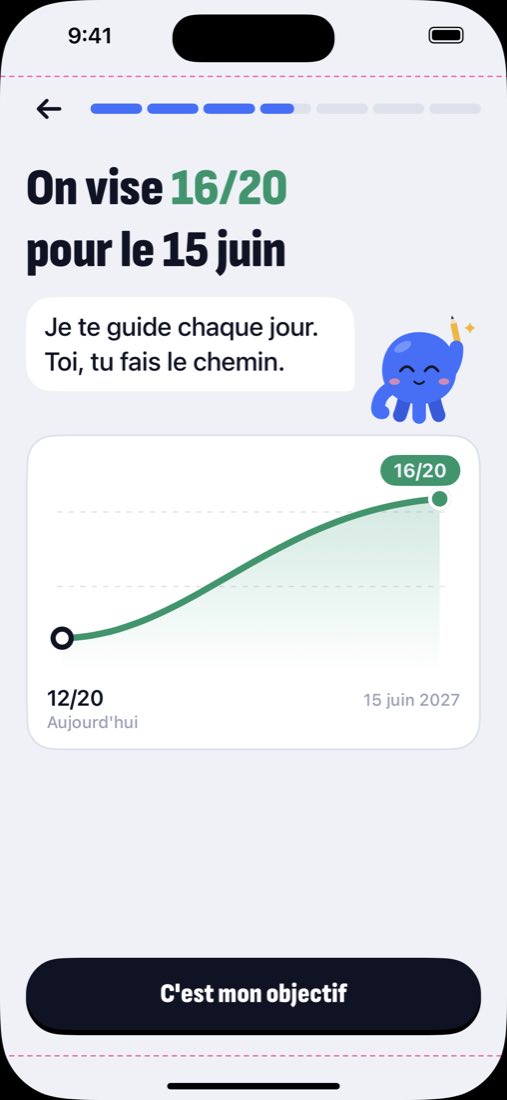 9:41
On vise 16/20
pour le 15 juin
Je te guide chaque jour.
Toi, tu fais le chemin.
16/20
12/20
Aujourd'hui
15 juin 2027
C'est mon objectif